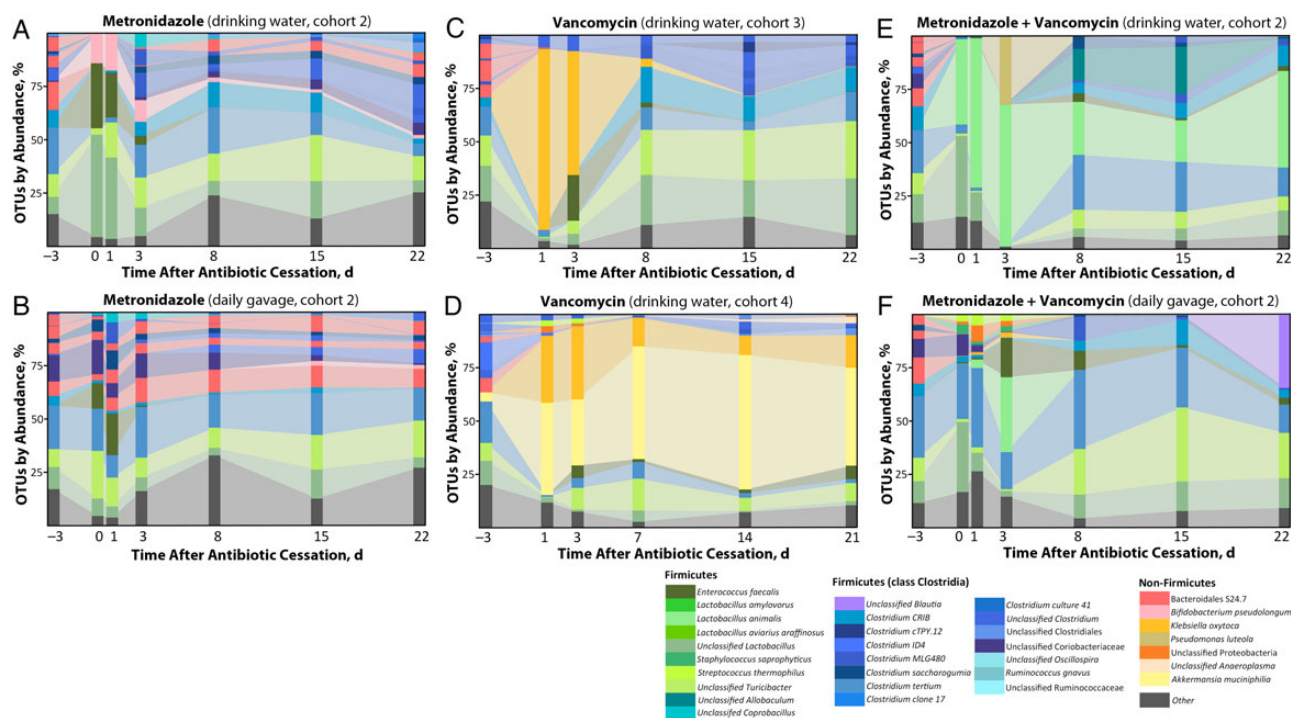 A
Metronidazole (drinking water, cohort 2)
OTUs by Abundance, %
75
50
25
−3 0 1 3 8 15 22
Time After Antibiotic Cessation, d
C
Vancomycin (drinking water, cohort 3)
OTUs by Abundance, %
75
50
25
−3 1 3 8 15 22
Time After Antibiotic Cessation, d
E
Metronidazole + Vancomycin (drinking water, cohort 2)
OTUs by Abundance, %
75
50
25
−3 0 1 3 8 15 22
Time After Antibiotic Cessation, d
B
Metronidazole (daily gavage, cohort 2)
OTUs by Abundance, %
75
50
25
−3 0 1 3 8 15 22
Time After Antibiotic Cessation, d
D
Vancomycin (drinking water, cohort 4)
OTUs by Abundance, %
75
50
25
−3 1 3 7 14 21
Time After Antibiotic Cessation, d
F
Metronidazole + Vancomycin (daily gavage, cohort 2)
OTUs by Abundance, %
75
50
25
−3 0 1 3 8 15 22
Time After Antibiotic Cessation, d
Firmicutes
Enterococcus faecalis
Lactobacillus amylovorus
Lactobacillus animalis
Lactobacillus aviarius araffinosus
Unclassified Lactobacillus
Staphylococcus saprophyticus
Streptococcus thermophilus
Unclassified Turicibacter
Unclassified Allobaculum
Unclassified Coprobacillus
Firmicutes (class Clostridia)
Unclassified Blautia
Clostridium CRIB
Clostridium cTPY.12
Clostridium ID4
Clostridium MLG480
Clostridium saccharogumia
Clostridium tertium
Clostridium clone 17
Clostridium culture 41
Unclassified Clostridium
Unclassified Clostridiales
Unclassified Coriobacteriaceae
Unclassified Oscillospira
Ruminococcus gnavus
Unclassified Ruminococcaceae
Non-Firmicutes
Bacteroidales S24.7
Bifidobacterium pseudolongum
Klebsiella oxytoca
Pseudomonas luteola
Unclassified Proteobacteria
Unclassified Anaeroplasma
Akkermansia muciniphilia
Other